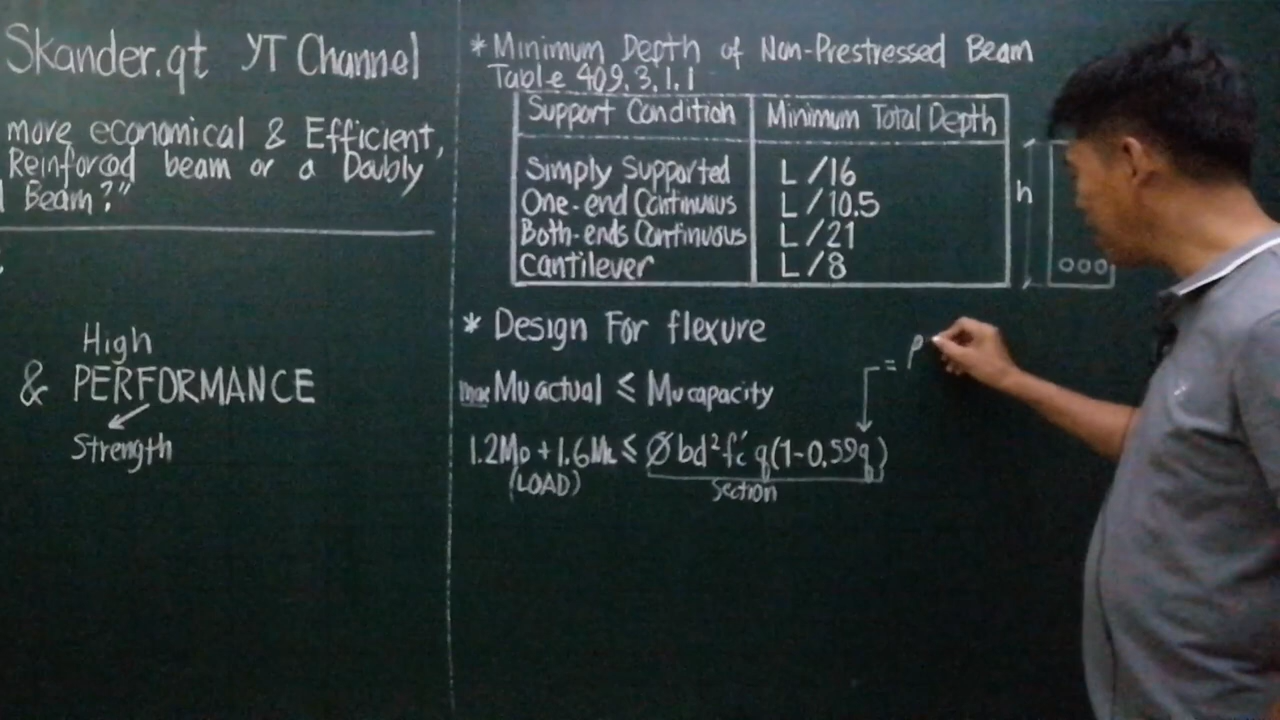 Skander.qt YT Channel
more economical & Efficient,
Reinforced beam or a Doubly
Beam?"
High
& PERFORMANCE
Strength
* Minimum Depth of Non-Prestressed Beam
Table 409.3.1.1
Support Condition Minimum Total Depth
Simply Supported L/16
One-end Continuous L/10.5
Both-ends Continuous L/21
Cantilever L/8
h
* Design For flexure
max Mu actual ≤ Mu capacity
= ρ
1.2MD + 1.6ML ≤ Ø bd² f'c q(1-0.59q)
(LOAD) Section